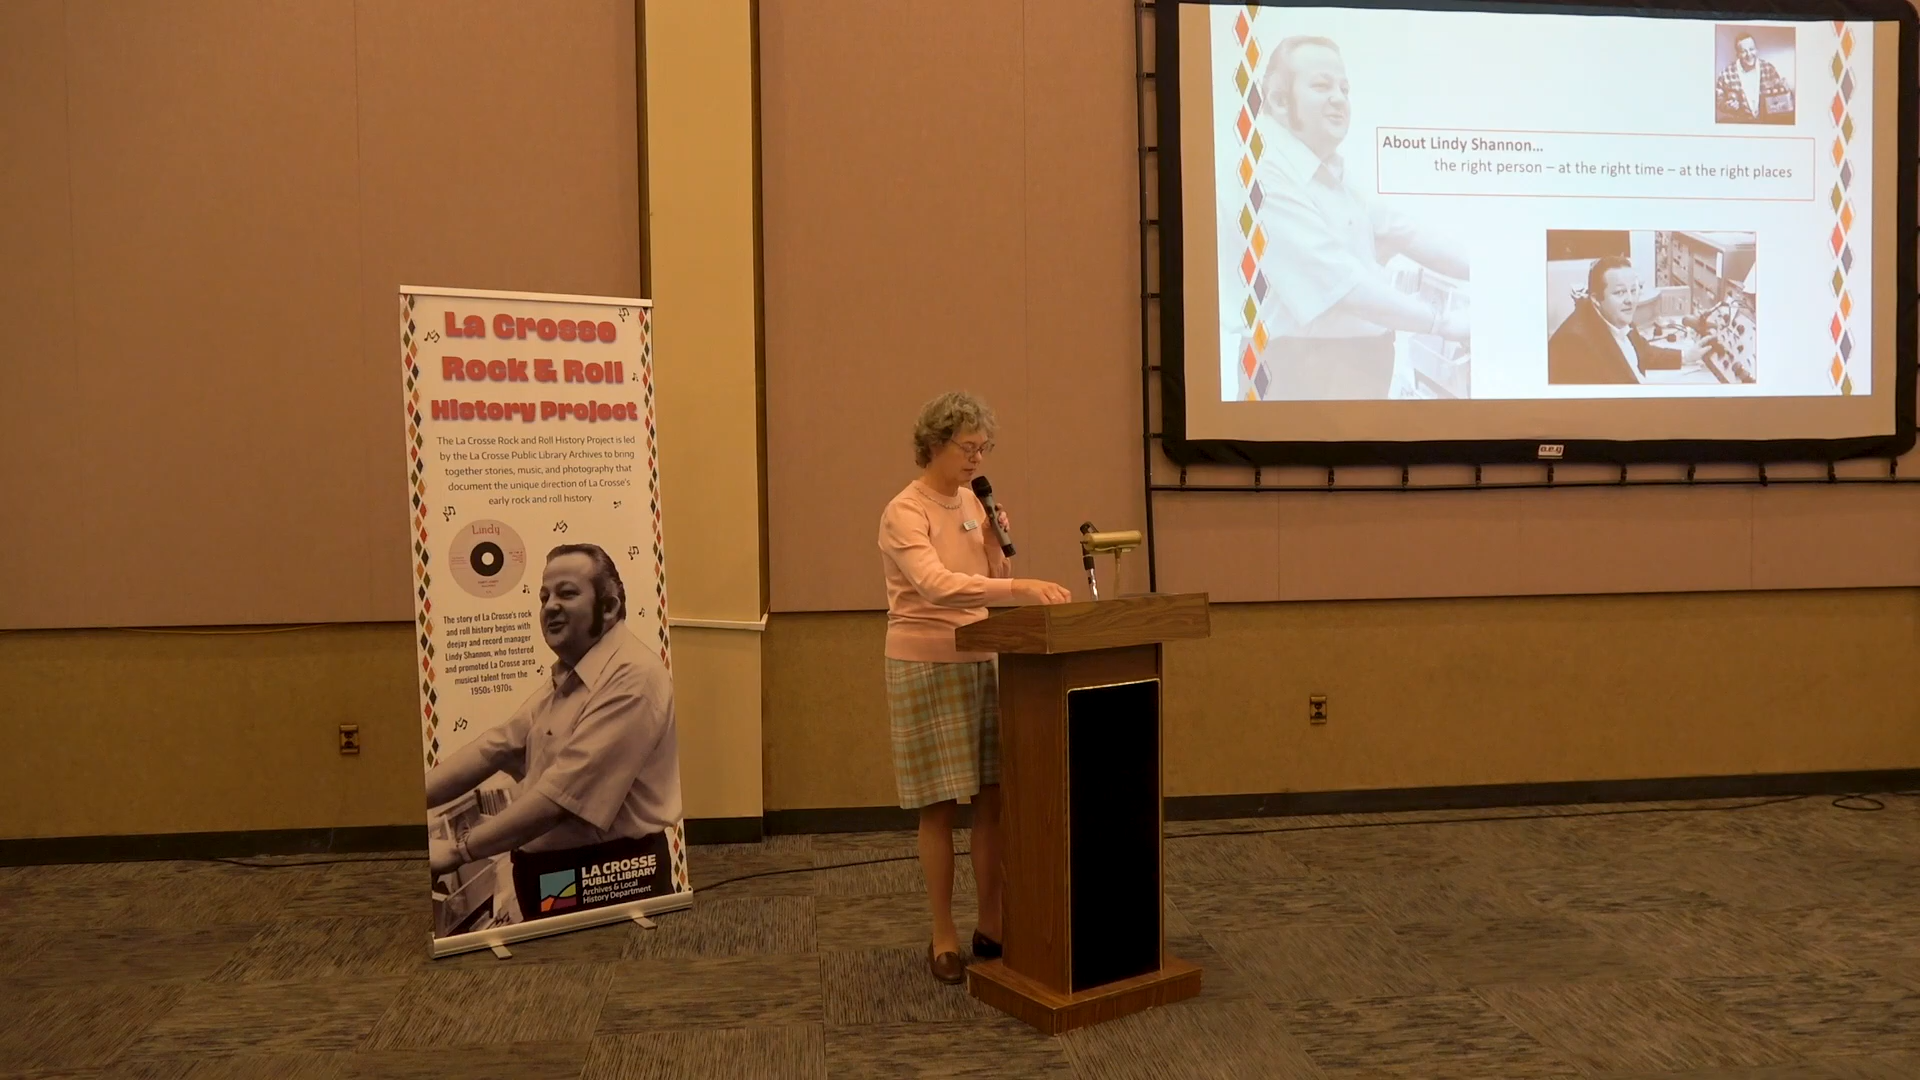 La Crosse
Rock & Roll
History Project
The La Crosse Rock and Roll History Project is led
by the La Crosse Public Library Archives to bring
together stories, music, and photography that
document the unique direction of La Crosse's
early rock and roll history.
Lindy
The story of La Crosse's rock
and roll history begins with
deejay and record manager
Lindy Shannon, who fostered
and promoted La Crosse area
musical talent from the
1950s-1970s.
LA CROSSE
PUBLIC LIBRARY
Archives & Local
History Department
About Lindy Shannon...
the right person – at the right time – at the right places